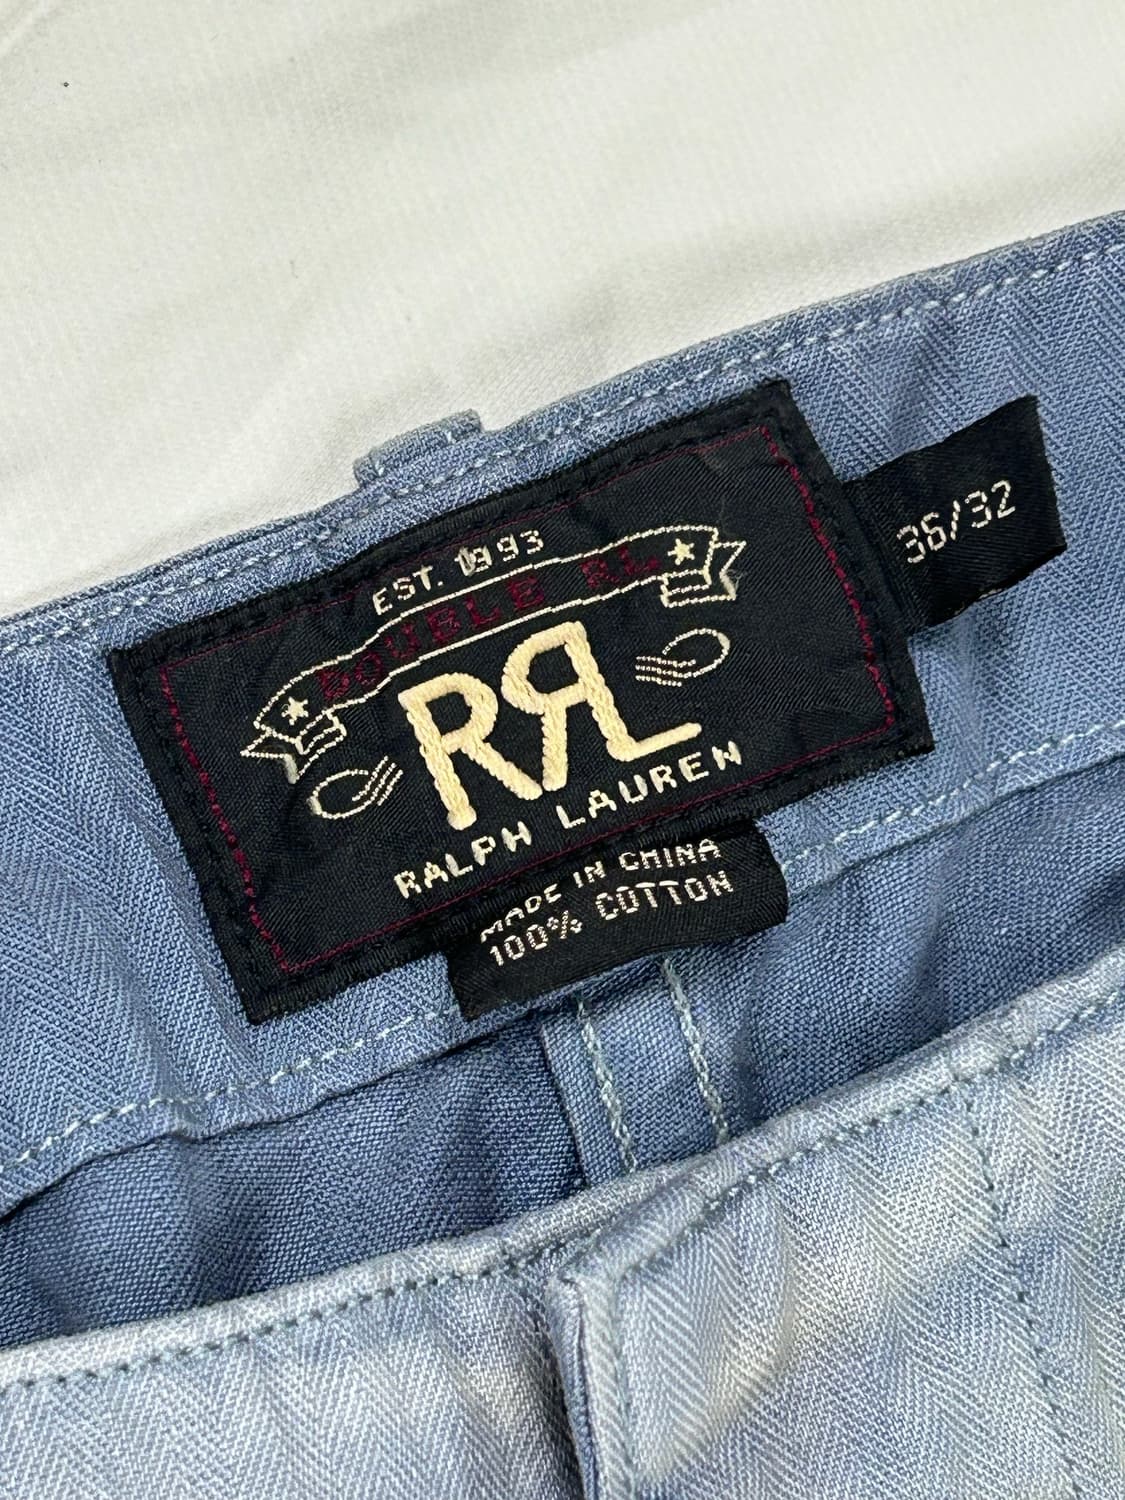 EST. 1993
DOUBLE RL
RRL
RALPH LAUREN
36/32
MADE IN CHINA
100% COTTON